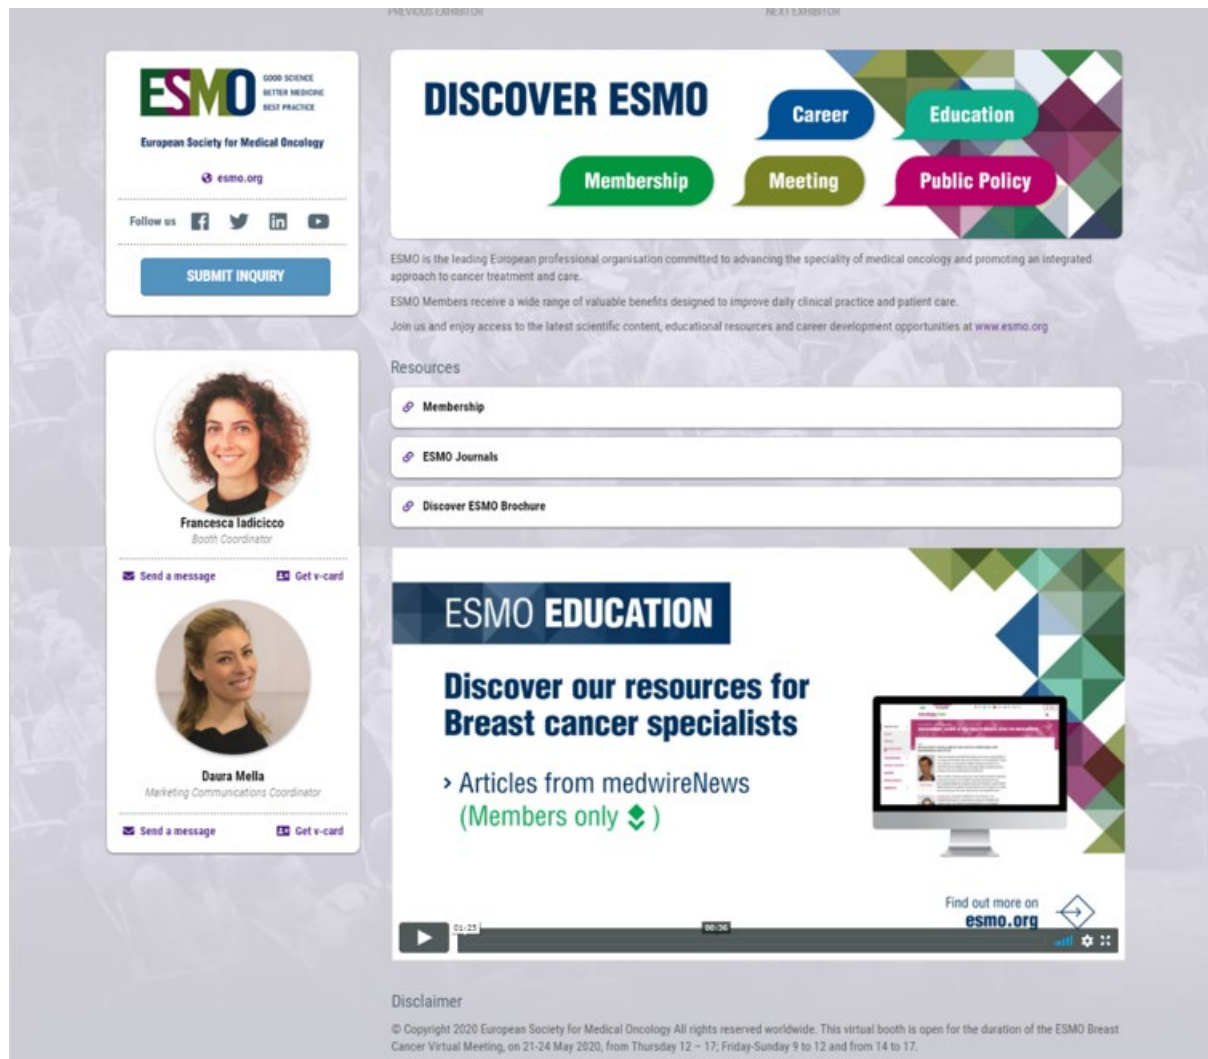 PREVIOUS EXHIBITOR
NEXT EXHIBITOR
ESMO
GOOD SCIENCE
BETTER MEDICINE
BEST PRACTICE
European Society for Medical Oncology
esmo.org
Follow us
SUBMIT INQUIRY
Francesca Iadicicco
Booth Coordinator
Send a message
Get v-card
Daura Mella
Marketing Communications Coordinator
Send a message
Get v-card
DISCOVER ESMO
Career
Education
Membership
Meeting
Public Policy
ESMO is the leading European professional organisation committed to advancing the speciality of medical oncology and promoting an integrated
approach to cancer treatment and care.
ESMO Members receive a wide range of valuable benefits designed to improve daily clinical practice and patient care.
Join us and enjoy access to the latest scientific content, educational resources and career development opportunities at www.esmo.org
Resources
Membership
ESMO Journals
Discover ESMO Brochure
ESMO EDUCATION
Discover our resources for
Breast cancer specialists
> Articles from medwireNews
(Members only )
Find out more on
esmo.org
01:25
00:36
Disclaimer
© Copyright 2020 European Society for Medical Oncology All rights reserved worldwide. This virtual booth is open for the duration of the ESMO Breast
Cancer Virtual Meeting, on 21-24 May 2020, from Thursday 12 – 17; Friday-Sunday 9 to 12 and from 14 to 17.